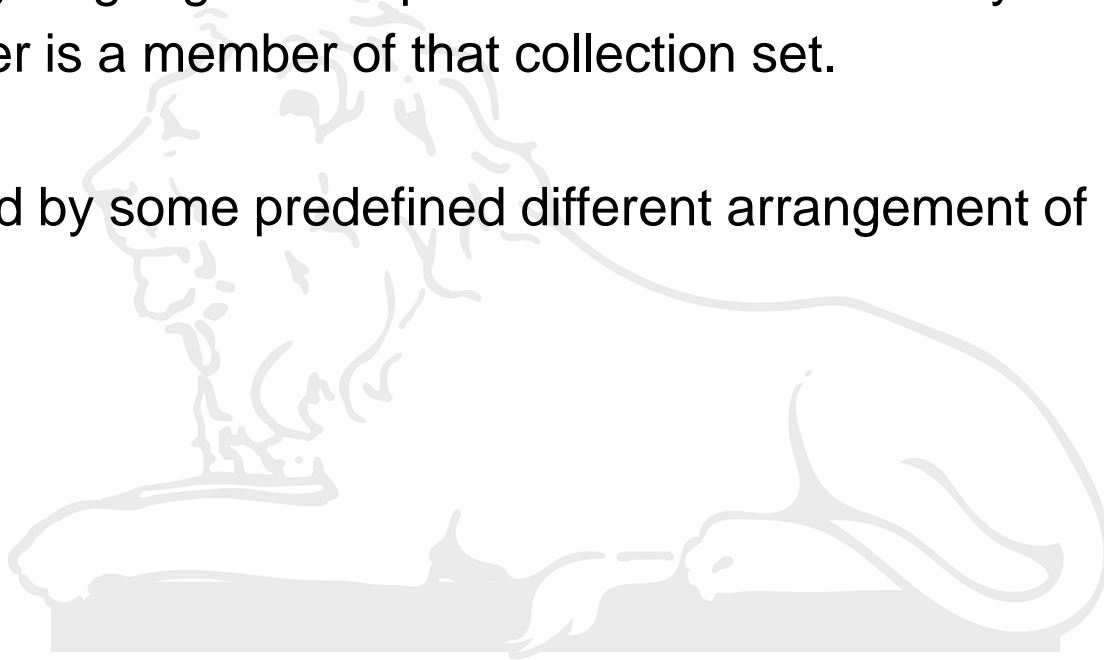 er is a member of that collection set.
d by some predefined different arrangement of